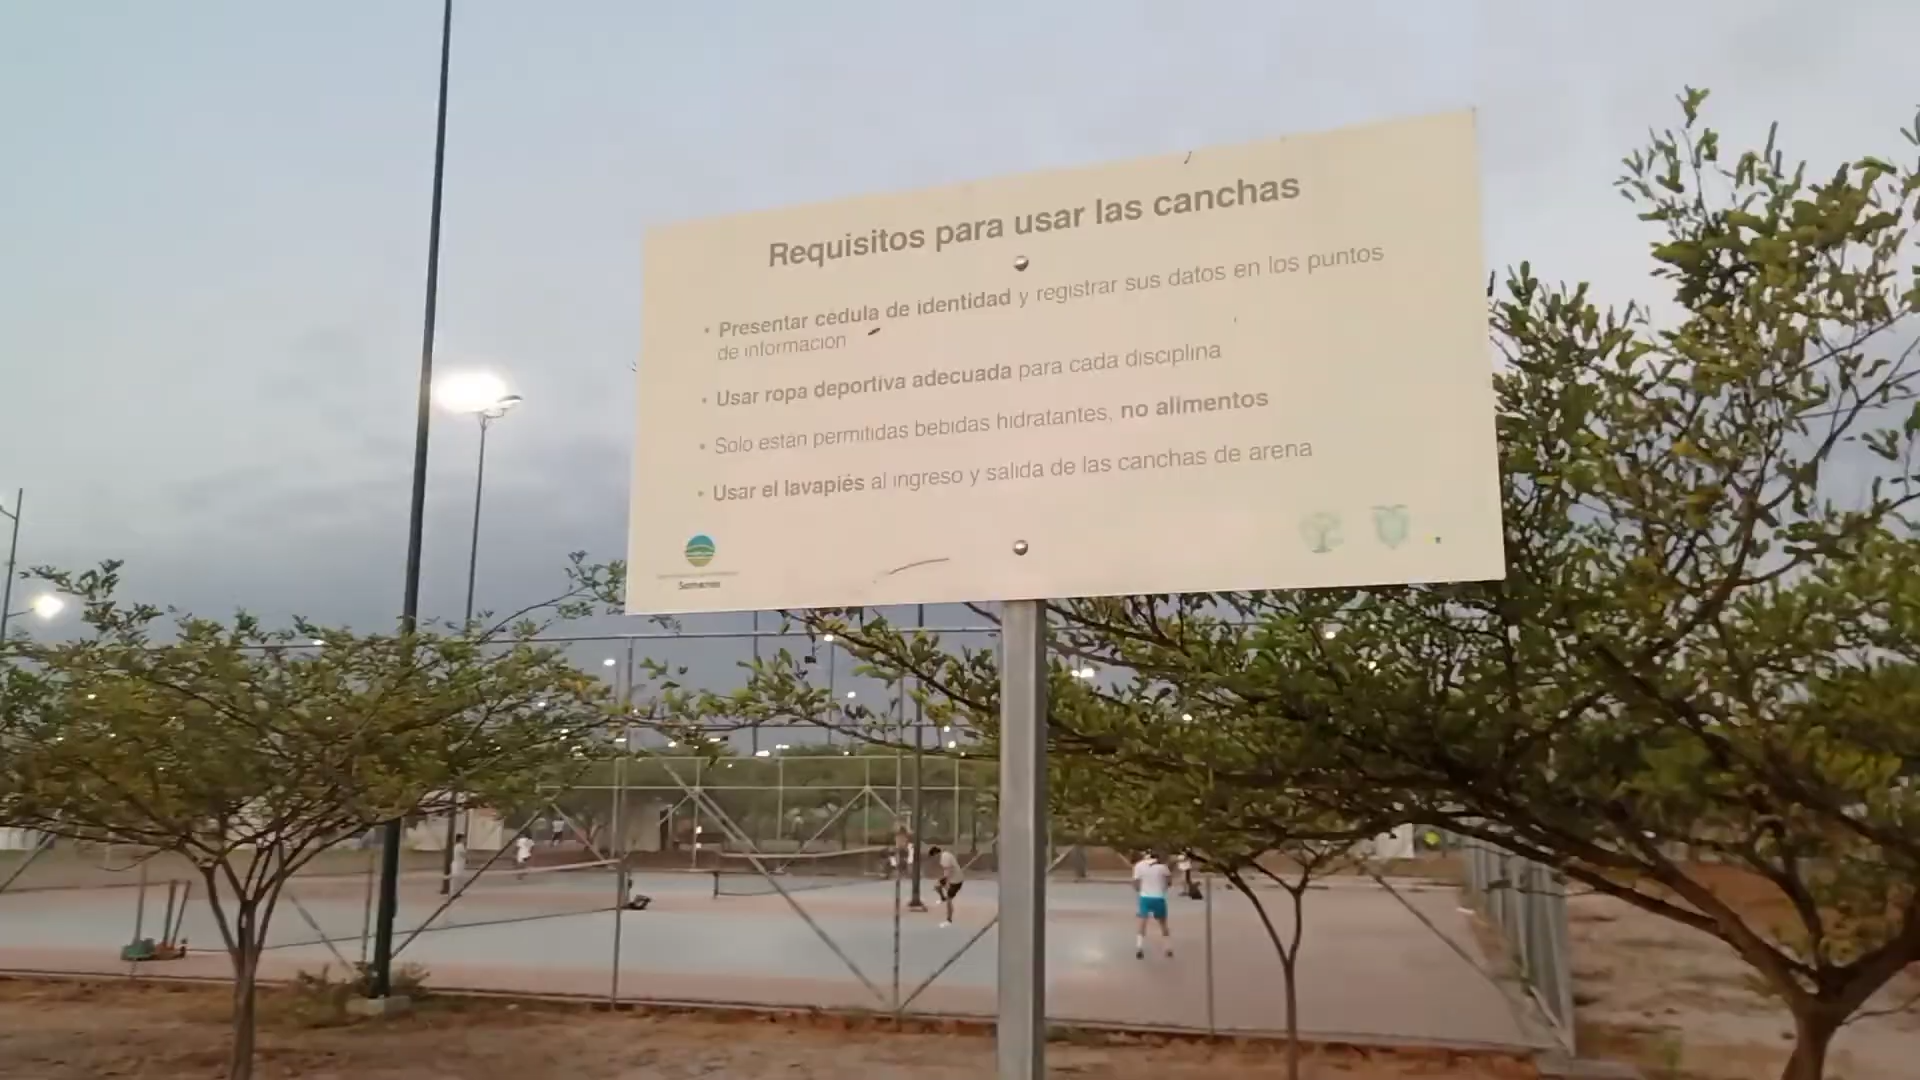 Requisitos para usar las canchas
• Presentar cédula de identidad y registrar sus datos en los puntos
de información
• Usar ropa deportiva adecuada para cada disciplina
• Solo están permitidas bebidas hidratantes, no alimentos
• Usar el lavapiés al ingreso y salida de las canchas de arena
Samanes